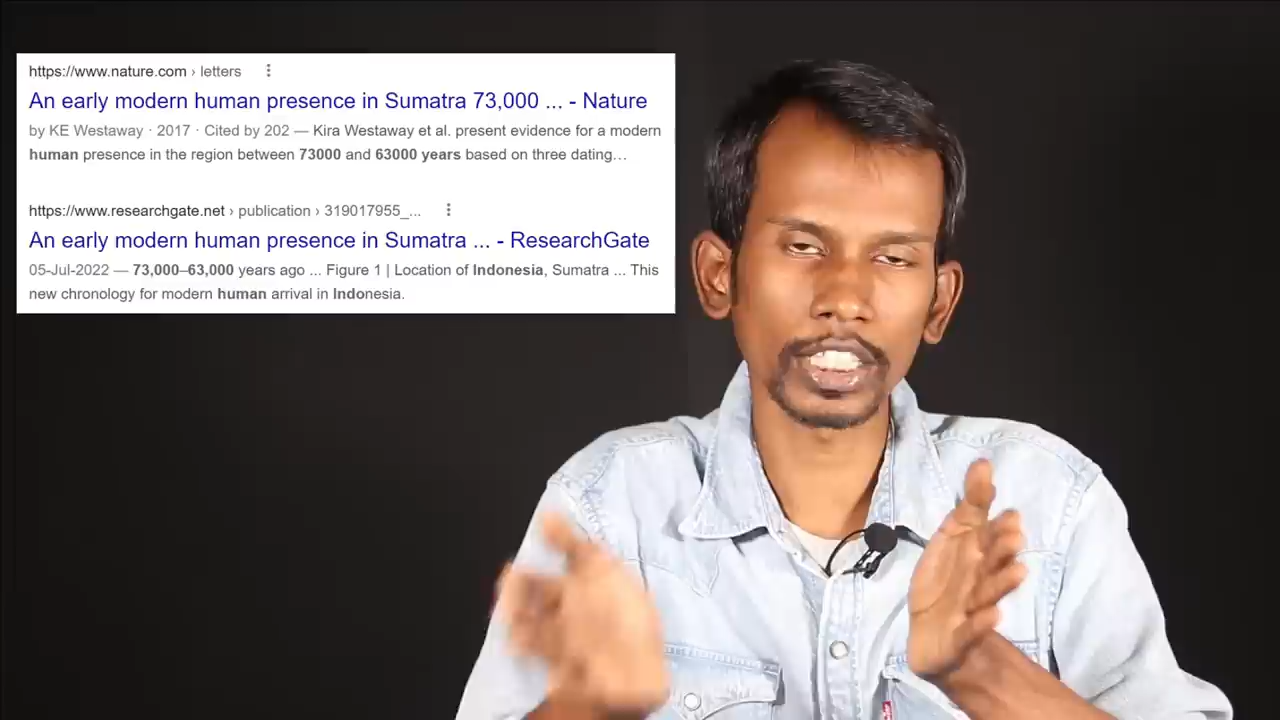 https://www.nature.com › letters
An early modern human presence in Sumatra 73,000 ... - Nature
by KE Westaway · 2017 · Cited by 202 — Kira Westaway et al. present evidence for a modern
human presence in the region between 73000 and 63000 years based on three dating…
https://www.researchgate.net › publication › 319017955_...
An early modern human presence in Sumatra ... - ResearchGate
05-Jul-2022 — 73,000–63,000 years ago ... Figure 1 | Location of Indonesia, Sumatra ... This
new chronology for modern human arrival in Indonesia.